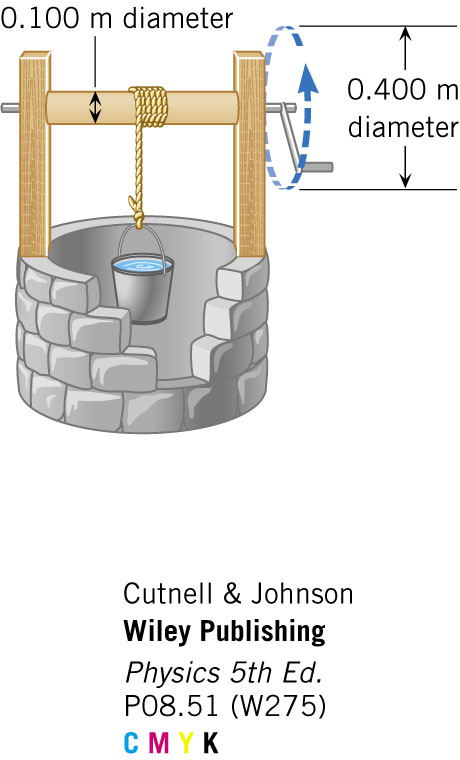 0.100 m diameter
0.400 m
diameter
Cutnell & Johnson
Wiley Publishing
Physics 5th Ed.
P08.51 (W275)
C M Y K